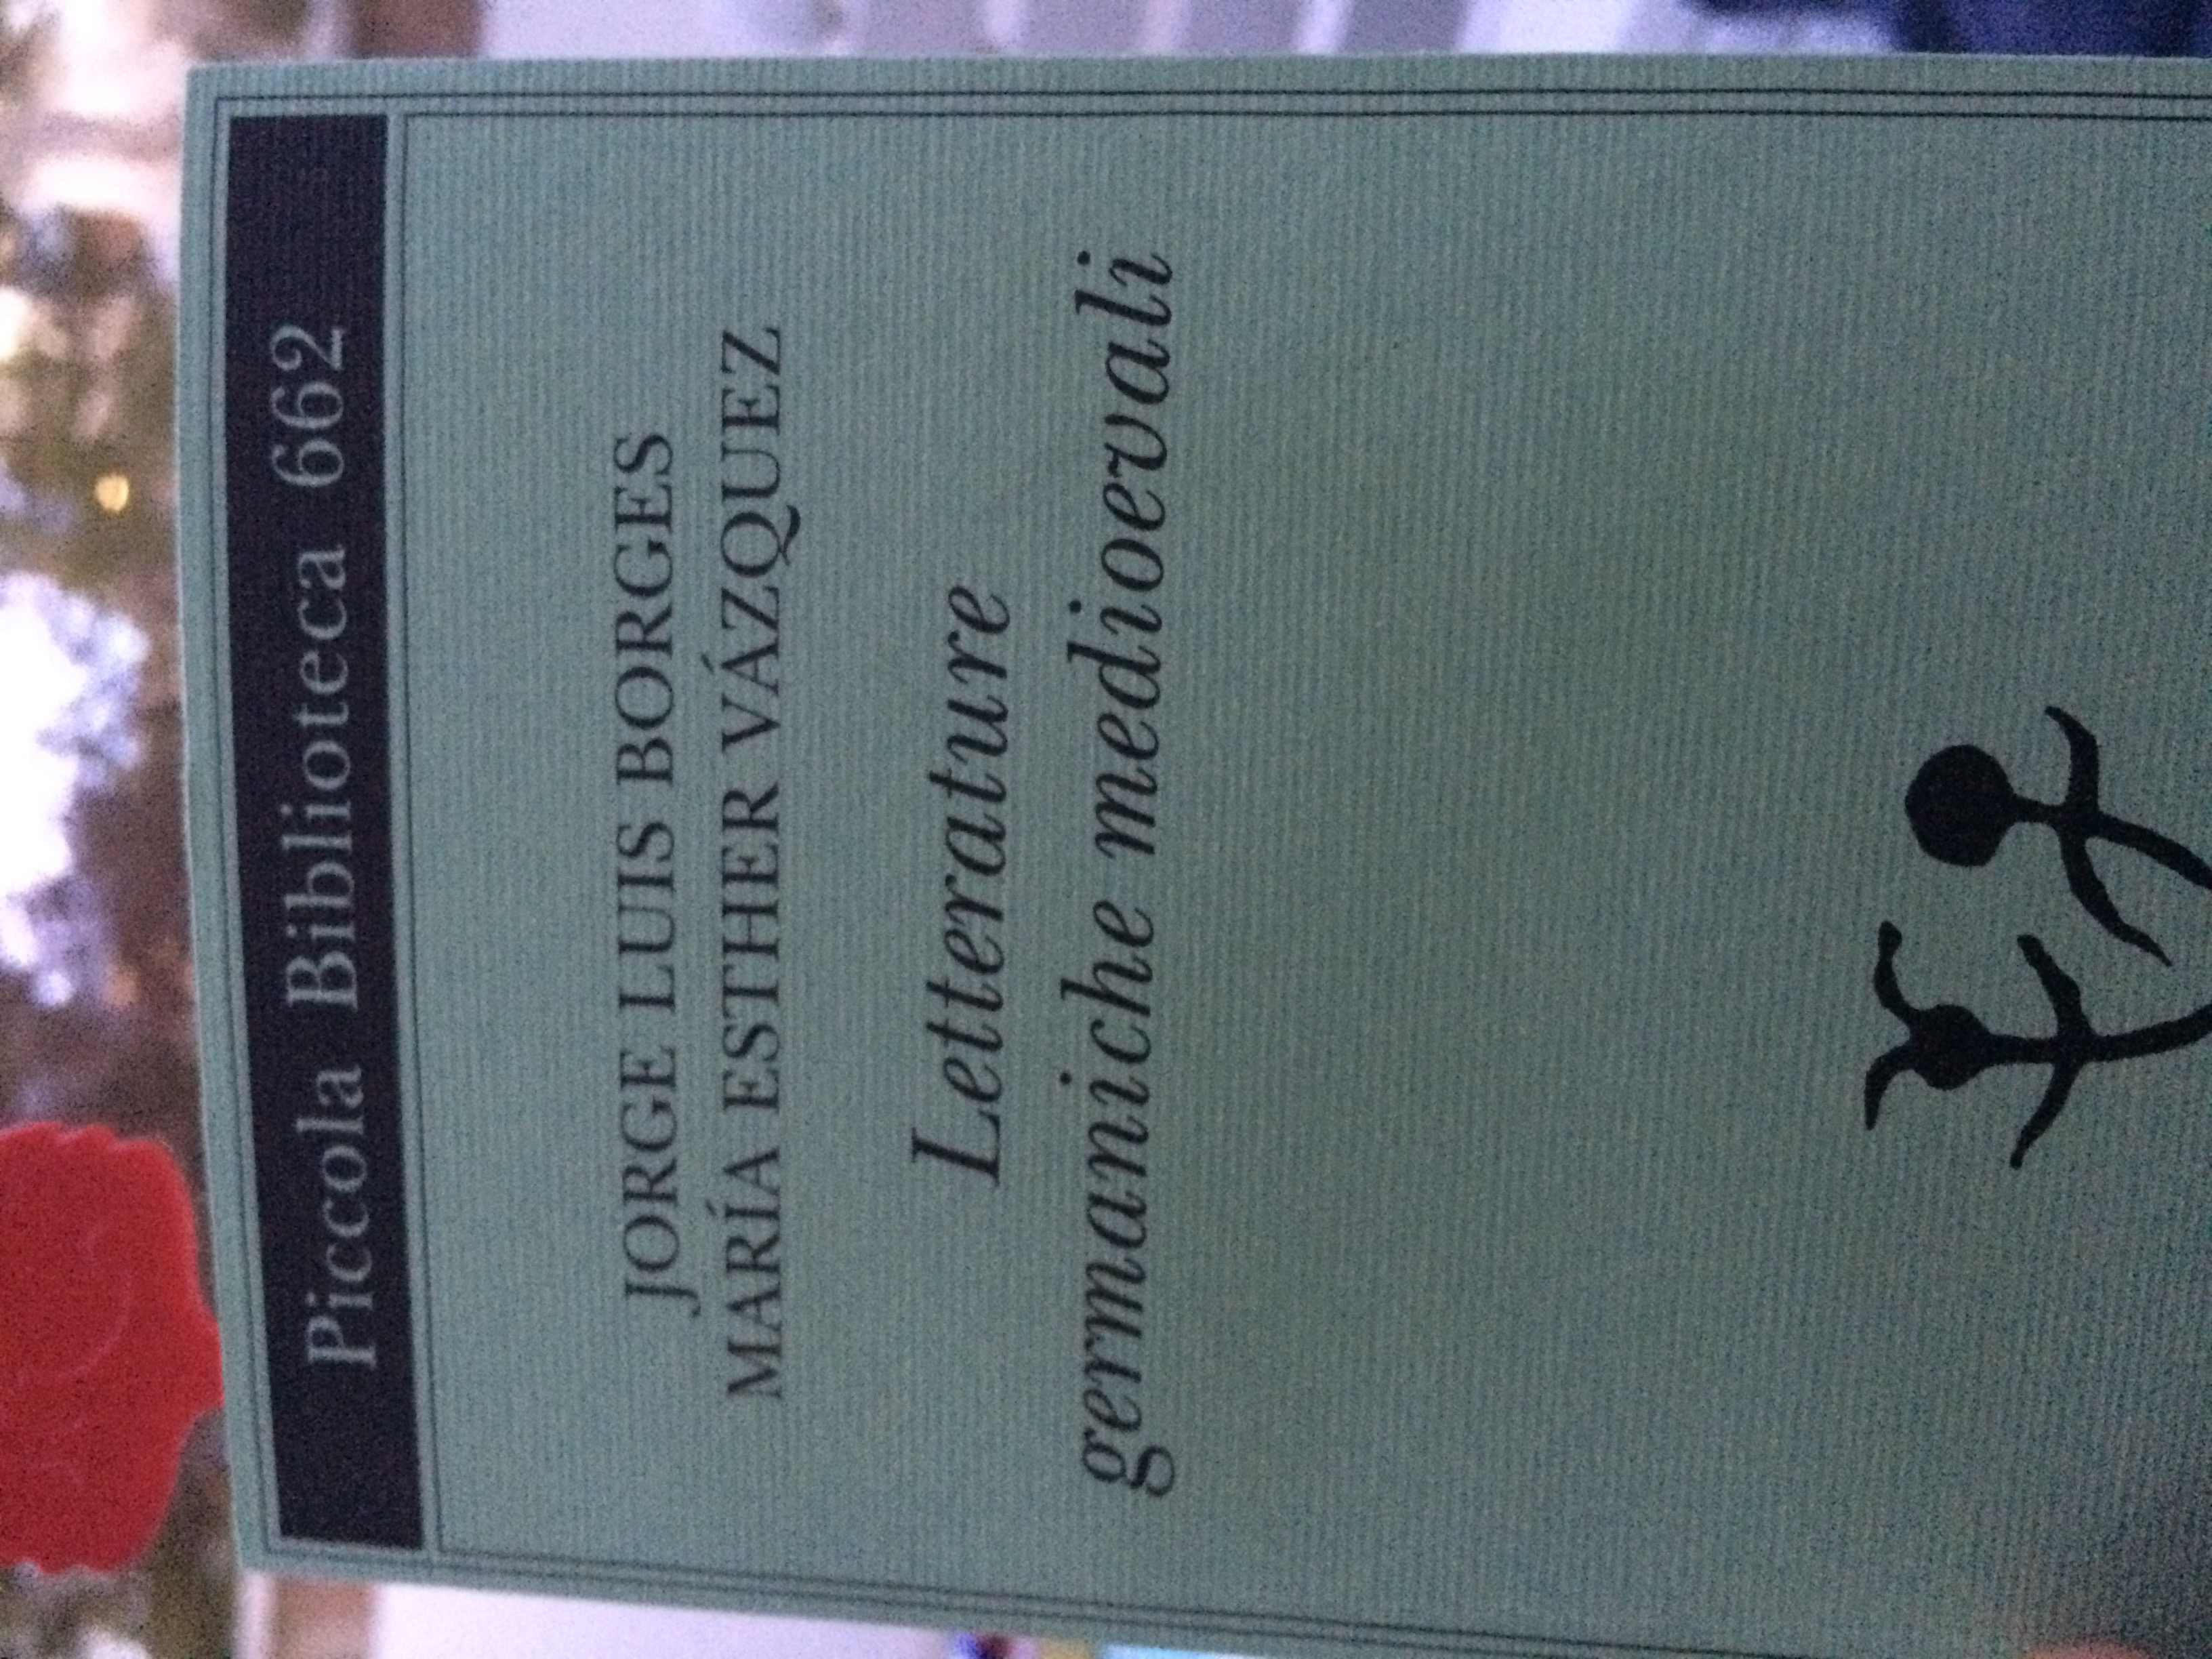 Piccola Biblioteca 662
JORGE LUIS BORGES
MARÍA ESTHER VÁZQUEZ
Letterature
germaniche medioevali